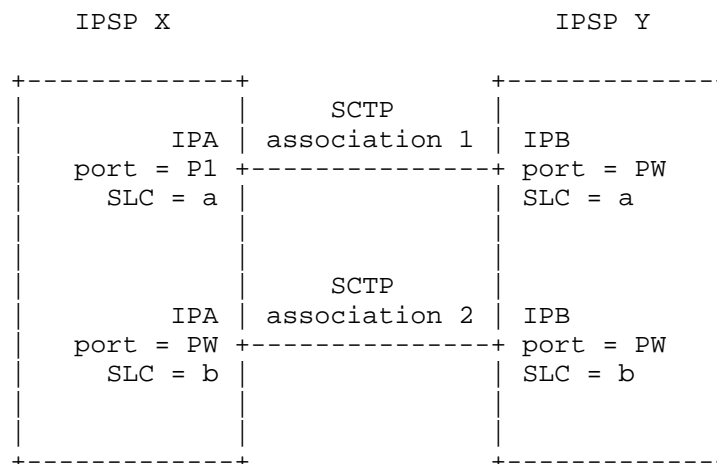 IPSP X IPSP Y
SCTP
IPA association 1 IPB
port = P1 port = PW
SLC = a SLC = a
SCTP
IPA association 2 IPB
port = PW port = PW
SLC = b SLC = b